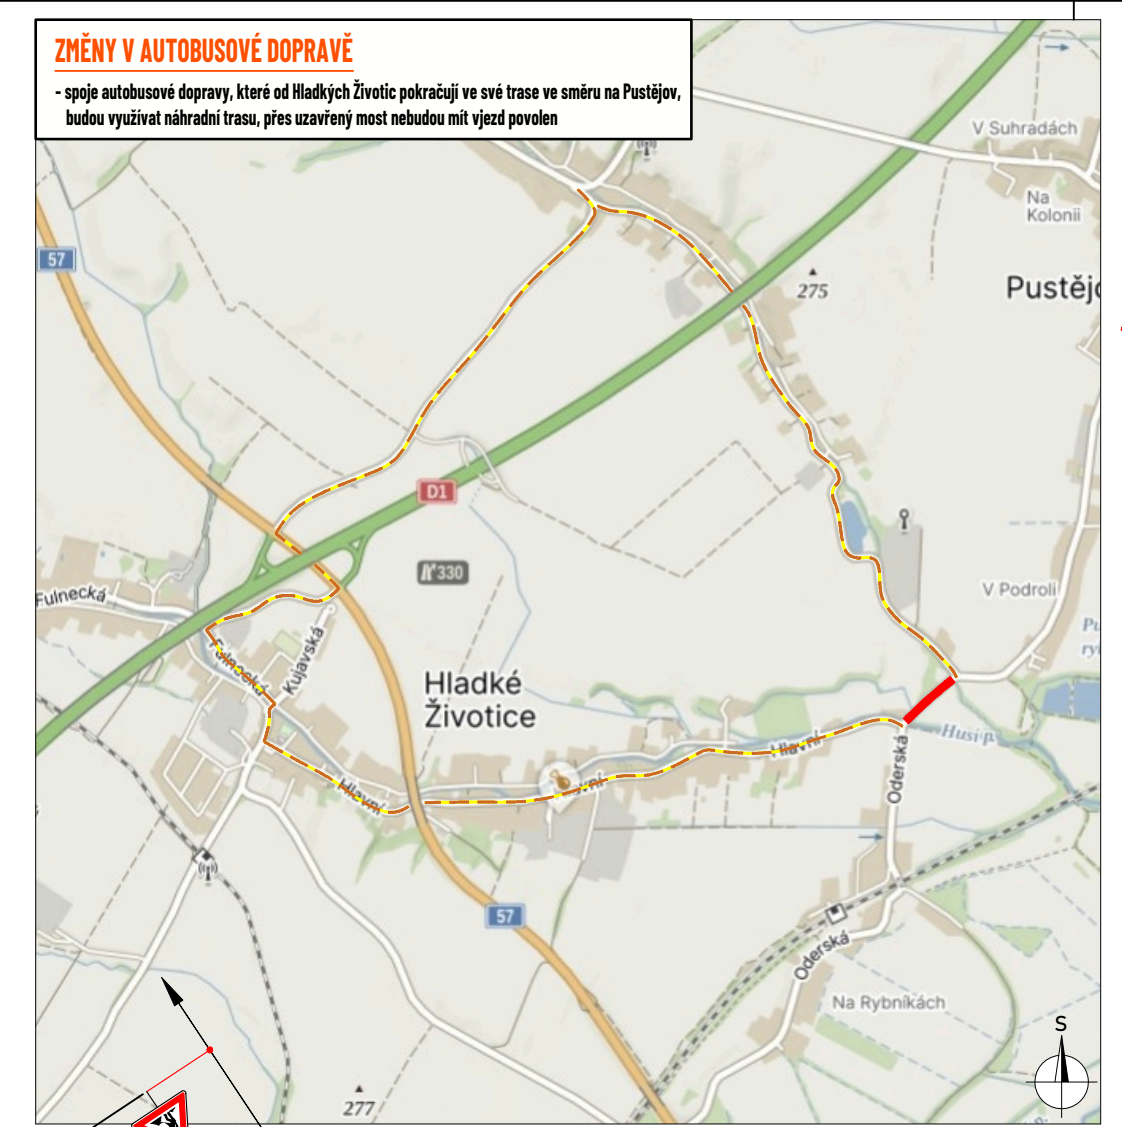 ZMĚNY V AUTOBUSOVÉ DOPRAVĚ
- spoje autobusové dopravy, které od Hladkých Životic pokračují ve své trase ve směru na Pustějov,
budou využívat náhradní trasu, přes uzavřený most nebudou mít vjezd povolen
V Suhradách
Na
Kolonii
57
275
Pustějo
D1
330
Fulnecká
V Podroli
Fulnecká
Kujavská
Hladké
Životice
Hlavní
Husí p.
Oderská
Hlavní
57
Oderská
Na Rybníkách
S
277